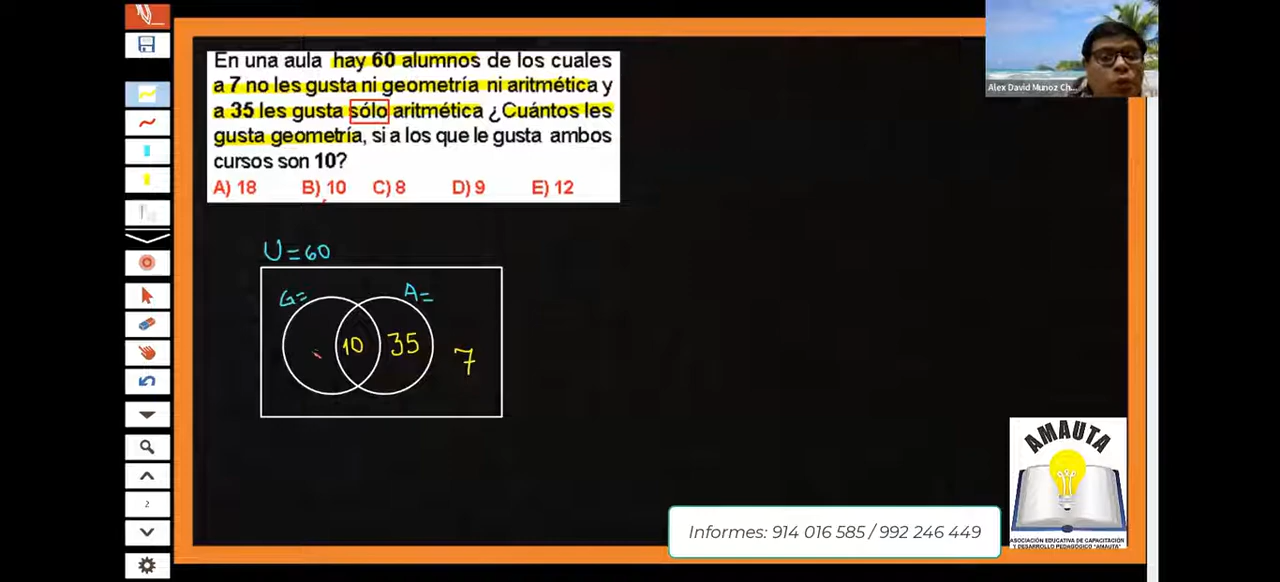 En una aula hay 60 alumnos de los cuales
a 7 no les gusta ni geometría ni aritmética y
a 35 les gusta sólo aritmética ¿Cuántos les
gusta geometría, si a los que le gusta ambos
cursos son 10?
A) 18 B) 10 C) 8 D) 9 E) 12
Alex David Munoz Ch...
U=60
G= A=
10 35 7
2
AMAUTA
ASOCIACIÓN EDUCATIVA DE CAPACITACIÓN
Y DESARROLLO PEDAGÓGICO "AMAUTA"
Informes: 914 016 585 / 992 246 449